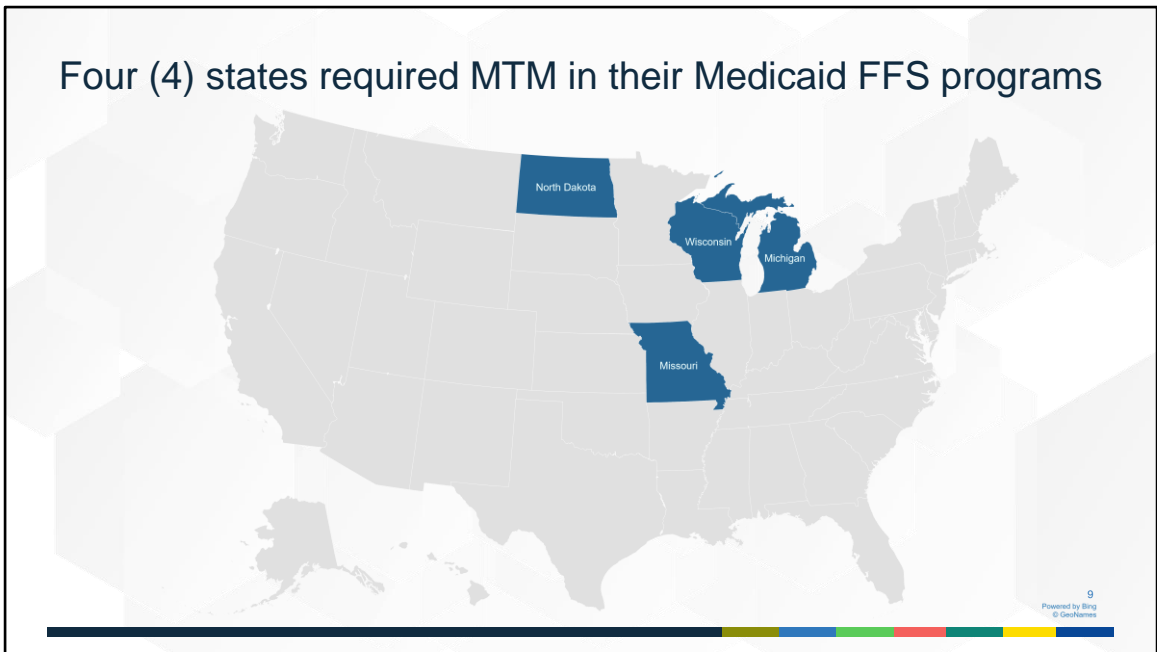 Four (4) states required MTM in their Medicaid FFS programs
North Dakota
Wisconsin
Michigan
Missouri
9
Powered by Bing
© GeoNames